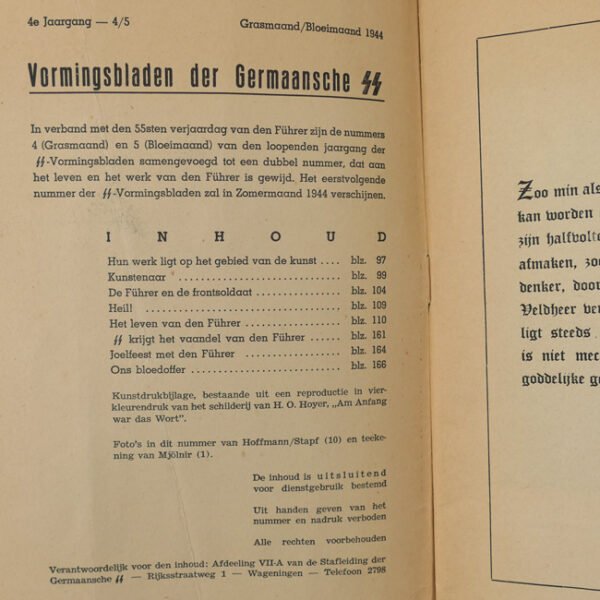 4e Jaargang — 4/5
Grasmaand/Bloeimaand 1944
Vormingsbladen der Germaansche ᛋᛋ
In verband met den 55sten verjaardag van den Führer zijn de nummers
4 (Grasmaand) en 5 (Bloeimaand) van den loopenden jaargang der
ᛋᛋ-Vormingsbladen samengevoegd tot een dubbel nummer, dat aan
het leven en het werk van den Führer is gewijd. Het eerstvolgende
nummer der ᛋᛋ-Vormingsbladen zal in Zomermaand 1944 verschijnen.
INHOUD
Hun werk ligt op het gebied van de kunst .... blz. 97
Kunstenaar .......................... blz. 99
De Führer en de frontsoldaat ................ blz. 104
Heil! ................................ blz. 109
Het leven van den Führer .................. blz. 110
ᛋᛋ krijgt het vaandel van den Führer ........ blz. 161
Joelfeest met den Führer .................. blz. 164
Ons bloedoffer .......................... blz. 166
Kunstdrukbijlage, bestaande uit een reproductie in vier-
kleurendruk van het schilderij van H. O. Hoyer, „Am Anfang
war das Wort".
Foto's in dit nummer van Hoffmann/Stapf (10) en teeke-
ning van Mjölnir (1).
De inhoud is uitsluitend
voor dienstgebruik bestemd
Uit handen geven van het
nummer en nadruk verboden
Alle rechten voorbehouden
Verantwoordelijk voor den inhoud: Afdeeling VII-A van de Stafleiding der
Germaansche ᛋᛋ — Rijksstraatweg 1 — Wageningen — Telefoon 2798
Zoo min als
kan worden
zijn halfvolt
afmaken, zo
denker, door
Veldheer ver
ligt steeds
is niet mec
goddelijke g